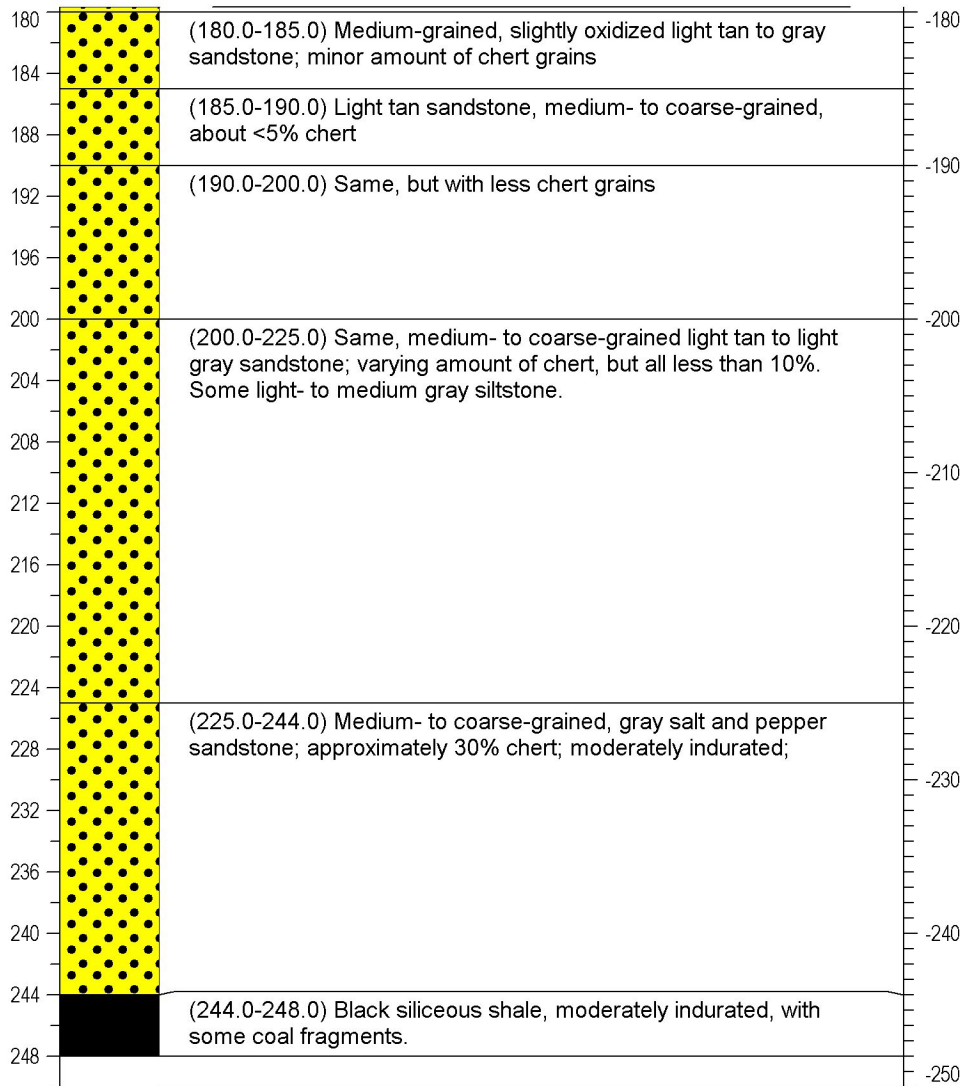 180
-180
(180.0-185.0) Medium-grained, slightly oxidized light tan to gray
sandstone; minor amount of chert grains
184
(185.0-190.0) Light tan sandstone, medium- to coarse-grained,
about <5% chert
188
-190
(190.0-200.0) Same, but with less chert grains
192
196
200
-200
(200.0-225.0) Same, medium- to coarse-grained light tan to light
gray sandstone; varying amount of chert, but all less than 10%.
Some light- to medium gray siltstone.
204
208
-210
212
216
220
-220
224
(225.0-244.0) Medium- to coarse-grained, gray salt and pepper
sandstone; approximately 30% chert; moderately indurated;
228
-230
232
236
240
-240
244
(244.0-248.0) Black siliceous shale, moderately indurated, with
some coal fragments.
248
-250